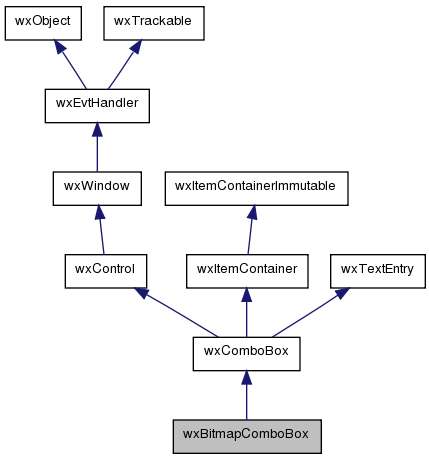 wxObject
wxTrackable
wxEvtHandler
wxWindow
wxItemContainerImmutable
wxControl
wxItemContainer
wxTextEntry
wxComboBox
wxBitmapComboBox